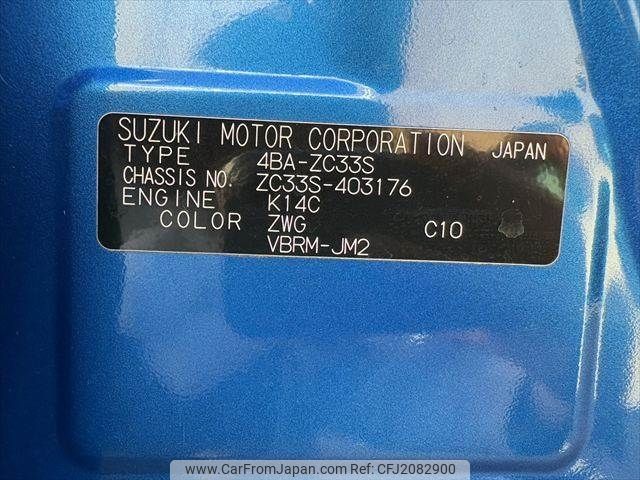 SUZUKI MOTOR CORPORATION JAPAN
TYPE 4BA-ZC33S
CHASSIS NO. ZC33S-403176
ENGINE K14C
COLOR ZWG C10
VBRM-JM2
www.CarFromJapan.com | Ref: CFJ2082900